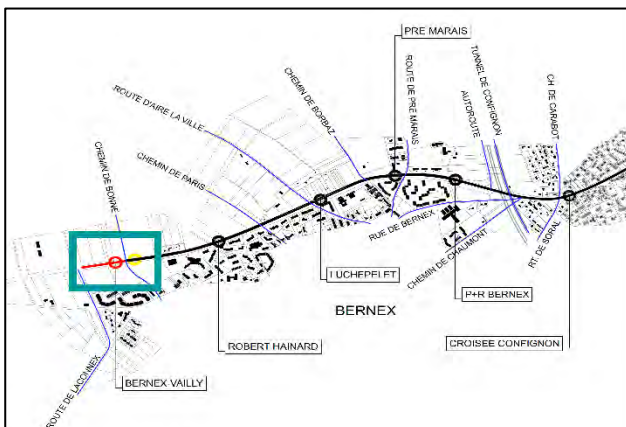 PRE MARAIS
CHEMIN DE BORBAZ
ROUTE DE PRE MARAIS
TUNNEL DE CONFIGNON
AUTOROUTE
CH. DE CARABOT
ROUTE D'AIRE LA VILLE
CHEMIN DE PARIS
CHEMIN DE BONNE
RUE DE BERNEX
CHEMIN DE CHAUMONT
RT. DE SORAL
LUCHEPELET
P+R BERNEX
BERNEX
ROBERT HAINARD
CROISEE CONFIGNON
BERNEX VAILLY
ROUTE DE LACONNEX